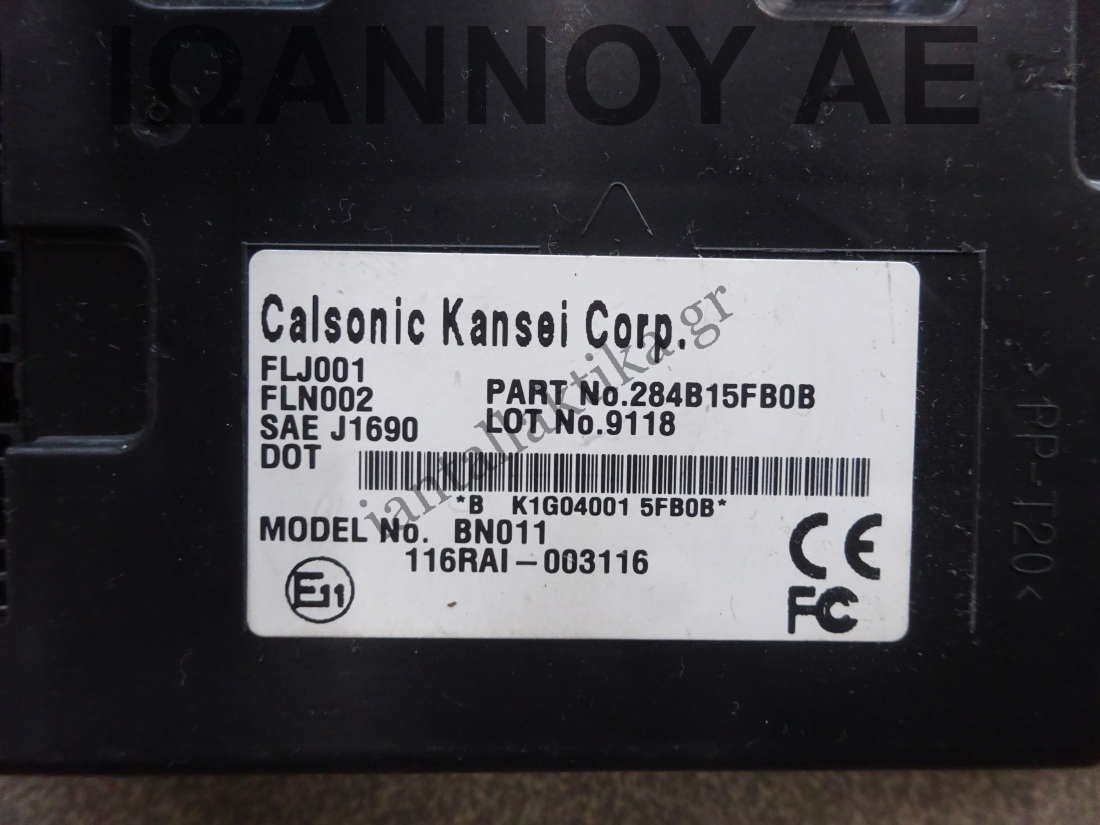 ΙΩΑΝΝΟΥ ΑΕ
Calsonic Kansei Corp.
FLJ001
FLN002
SAE J1690
DOT
PART No.284B15FB0B
LOT No.9118
*B K1G04001 5FB0B*
MODEL No. BN011
116RAI-003116
E11
CE
FC
>PP-T20<
iantallaktika.gr